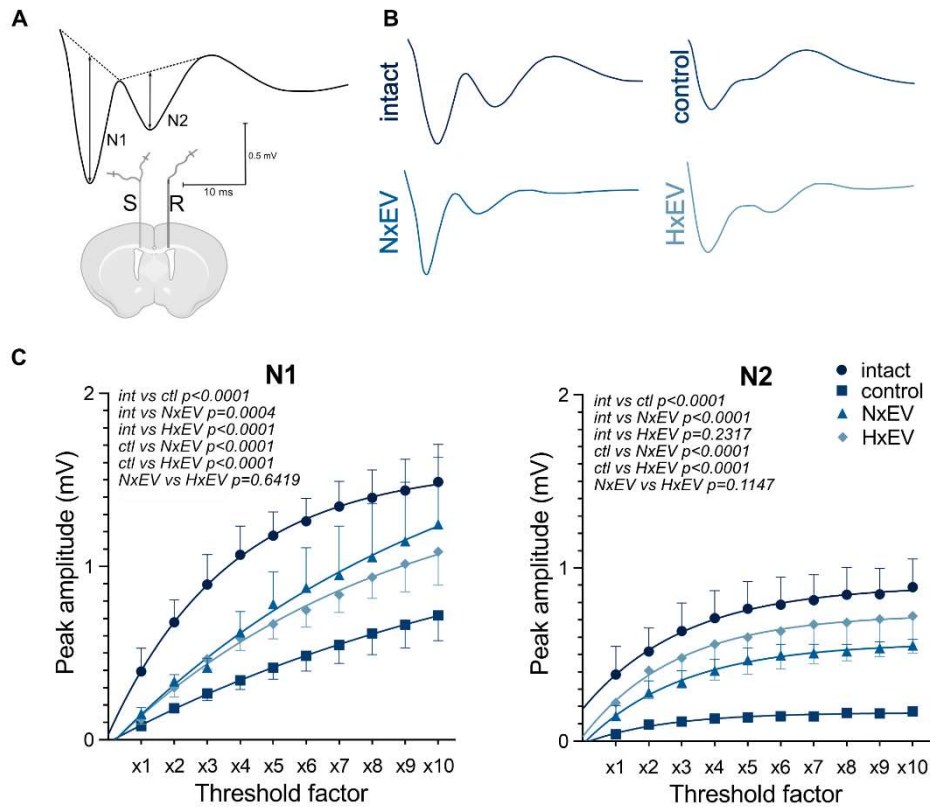 A
N1
N2
0.5 mV
10 ms
S
R
B
intact
control
NxEV
HxEV
C
N1
int vs ctl p<0.0001
int vs NxEV p=0.0004
int vs HxEV p<0.0001
ctl vs NxEV p<0.0001
ctl vs HxEV p<0.0001
NxEV vs HxEV p=0.6419
Peak amplitude (mV)
2
1
0
x1 x2 x3 x4 x5 x6 x7 x8 x9 x10
Threshold factor
N2
int vs ctl p<0.0001
int vs NxEV p<0.0001
int vs HxEV p=0.2317
ctl vs NxEV p<0.0001
ctl vs HxEV p<0.0001
NxEV vs HxEV p=0.1147
Peak amplitude (mV)
2
1
0
x1 x2 x3 x4 x5 x6 x7 x8 x9 x10
Threshold factor
intact
control
NxEV
HxEV